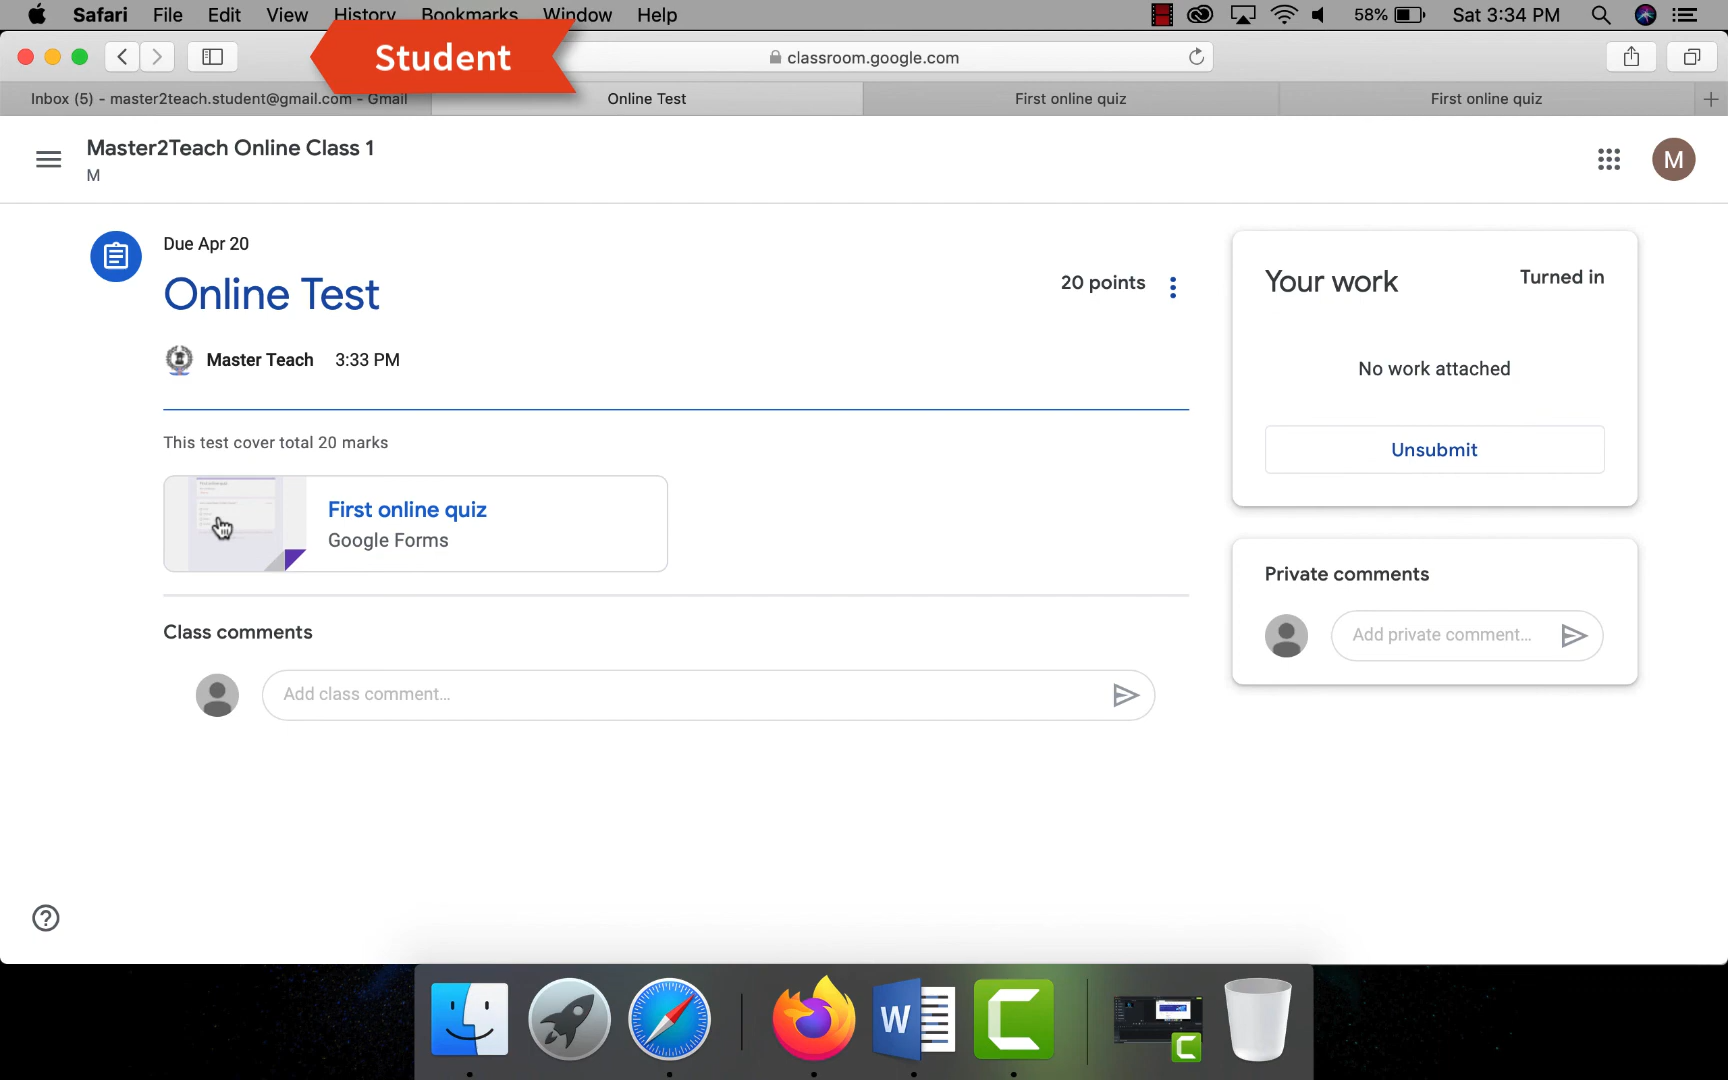 Safari File Edit View History Bookmarks Window Help 58% Sat 3:34 PM
Student
classroom.google.com
Inbox (5) - master2teach.student@gmail.com - Gmail Online Test First online quiz First online quiz
Master2Teach Online Class 1
M
M
Due Apr 20
Online Test
20 points
Master Teach 3:33 PM
This test cover total 20 marks
First online quiz
Google Forms
Class comments
Add class comment...
Your work Turned in
No work attached
Unsubmit
Private comments
Add private comment...
W